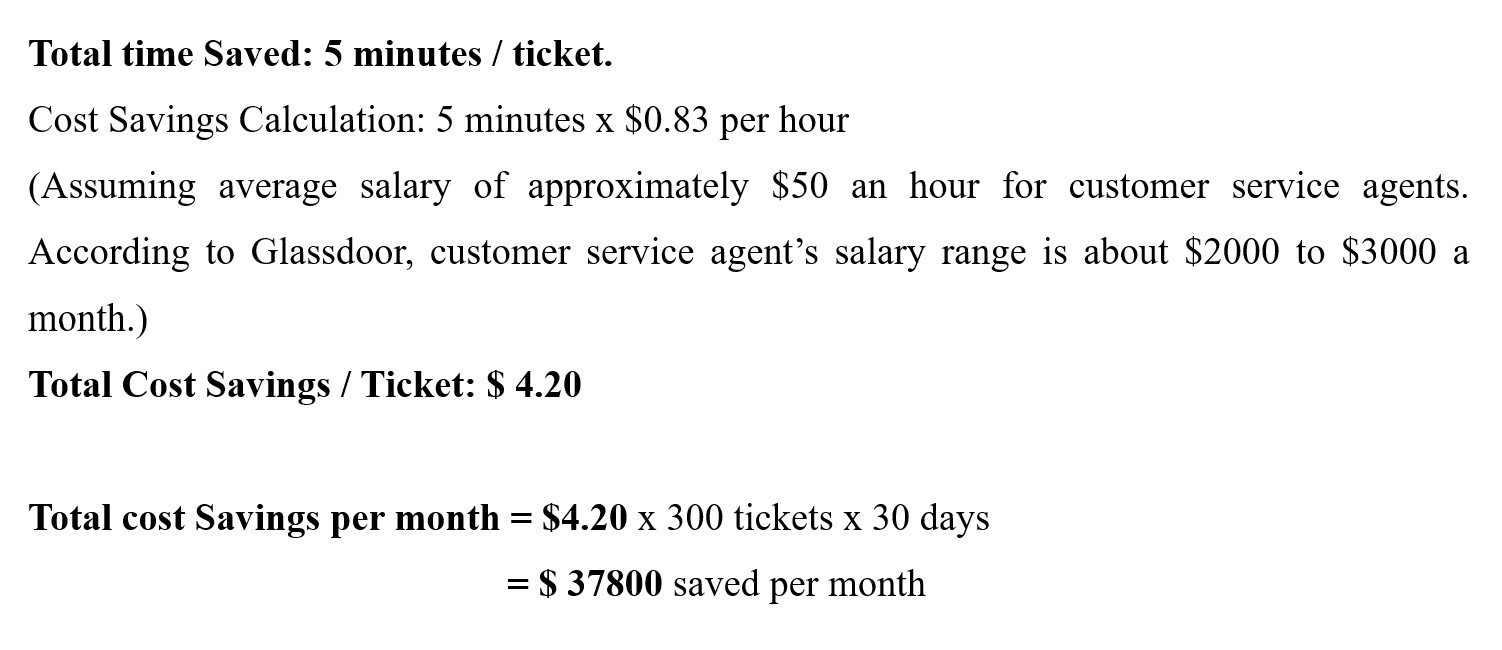 Total time Saved: 5 minutes / ticket.
Cost Savings Calculation: 5 minutes x $0.83 per hour
(Assuming average salary of approximately $50 an hour for customer service agents.
According to Glassdoor, customer service agent’s salary range is about $2000 to $3000 a
month.)
Total Cost Savings / Ticket: $ 4.20
Total cost Savings per month = $4.20 x 300 tickets x 30 days
= $ 37800 saved per month